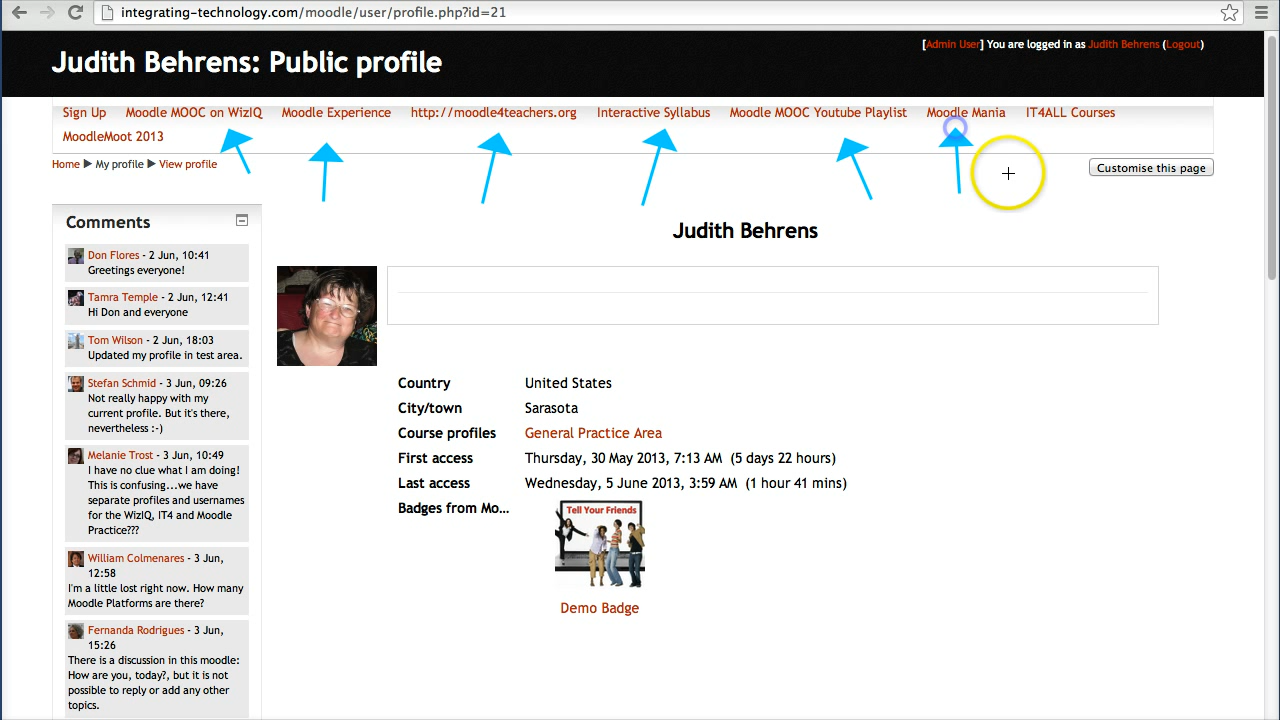 integrating-technology.com/moodle/user/profile.php?id=21
Judith Behrens: Public profile
[Admin User] You are logged in as Judith Behrens (Logout)
Sign Up Moodle MOOC on WizIQ Moodle Experience http://moodle4teachers.org Interactive Syllabus Moodle MOOC Youtube Playlist Moodle Mania IT4ALL Courses
MoodleMoot 2013
Home ▶ My profile ▶ View profile
Customise this page
Comments
Don Flores - 2 Jun, 10:41
Greetings everyone!
Tamra Temple - 2 Jun, 12:41
Hi Don and everyone
Tom Wilson - 2 Jun, 18:03
Updated my profile in test area.
Stefan Schmid - 3 Jun, 09:26
Not really happy with my
current profile. But it's there,
nevertheless :-)
Melanie Trost - 3 Jun, 10:49
I have no clue what I am doing!
This is confusing...we have
separate profiles and usernames
for the WizIQ, IT4 and Moodle
Practice???
William Colmenares - 3 Jun,
12:58
I'm a little lost right now. How many
Moodle Platforms are there?
Fernanda Rodrigues - 3 Jun,
15:26
There is a discussion in this moodle:
How are you, today?, but it is not
possible to reply or add any other
topics.
Judith Behrens
Country United States
City/town Sarasota
Course profiles General Practice Area
First access Thursday, 30 May 2013, 7:13 AM (5 days 22 hours)
Last access Wednesday, 5 June 2013, 3:59 AM (1 hour 41 mins)
Badges from Mo...
Tell Your Friends
Demo Badge